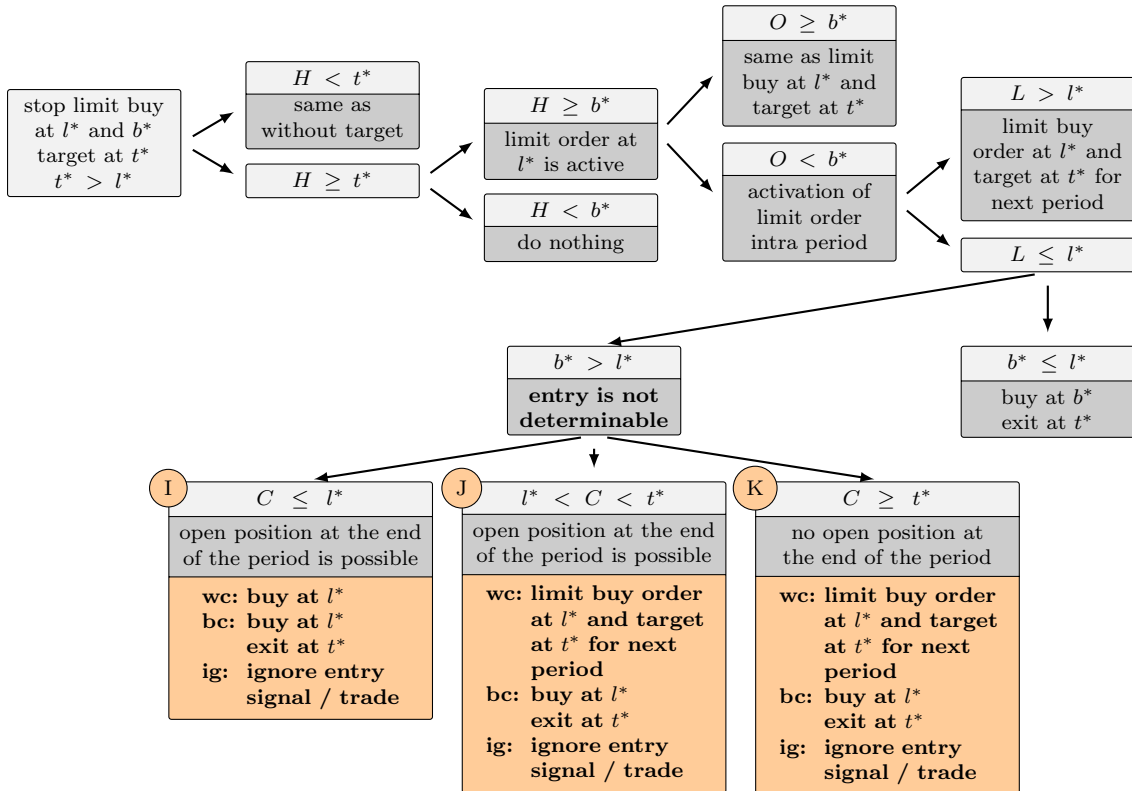 stop limit buy
at l* and b*
target at t*
t* > l*
H < t*
same as
without target
H ≥ t*
H ≥ b*
limit order at
l* is active
H < b*
do nothing
O ≥ b*
same as limit
buy at l* and
target at t*
O < b*
activation of
limit order
intra period
L > l*
limit buy
order at l* and
target at t* for
next period
L ≤ l*
b* > l*
entry is not
determinable
b* ≤ l*
buy at b*
exit at t*
I
C ≤ l*
open position at the end
of the period is possible
wc: buy at l*
bc: buy at l*
exit at t*
ig: ignore entry
signal / trade
J
l* < C < t*
open position at the end
of the period is possible
wc: limit buy order
at l* and target
at t* for next
period
bc: buy at l*
exit at t*
ig: ignore entry
signal / trade
K
C ≥ t*
no open position at
the end of the period
wc: limit buy order
at l* and target
at t* for next
period
bc: buy at l*
exit at t*
ig: ignore entry
signal / trade